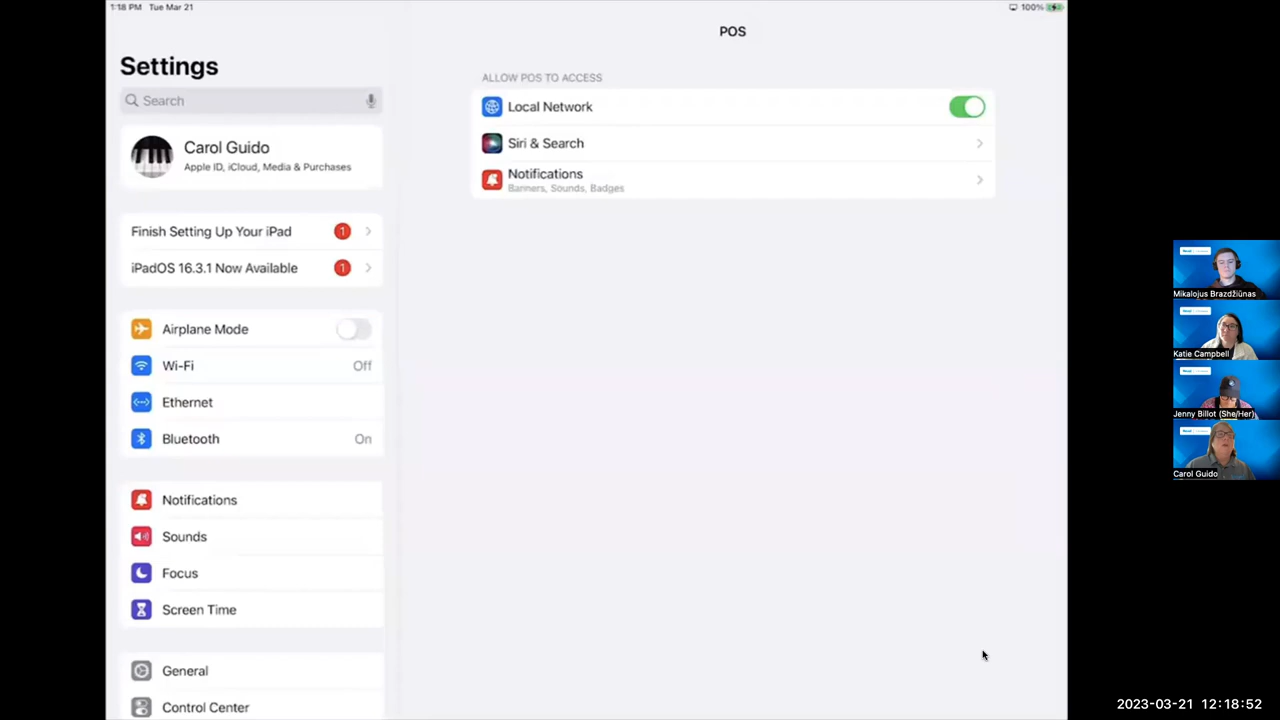 1:18 PM Tue Mar 21
100%
POS
Settings
Search
Carol Guido
Apple ID, iCloud, Media & Purchases
Finish Setting Up Your iPad 1
iPadOS 16.3.1 Now Available 1
Airplane Mode
Wi-Fi Off
Ethernet
Bluetooth On
Notifications
Sounds
Focus
Screen Time
General
Control Center
ALLOW POS TO ACCESS
Local Network
Siri & Search
Notifications
Banners, Sounds, Badges
Mikalojus Brazdžiūnas
Katie Campbell
Jenny Billot (She/Her)
Carol Guido
2023-03-21 12:18:52